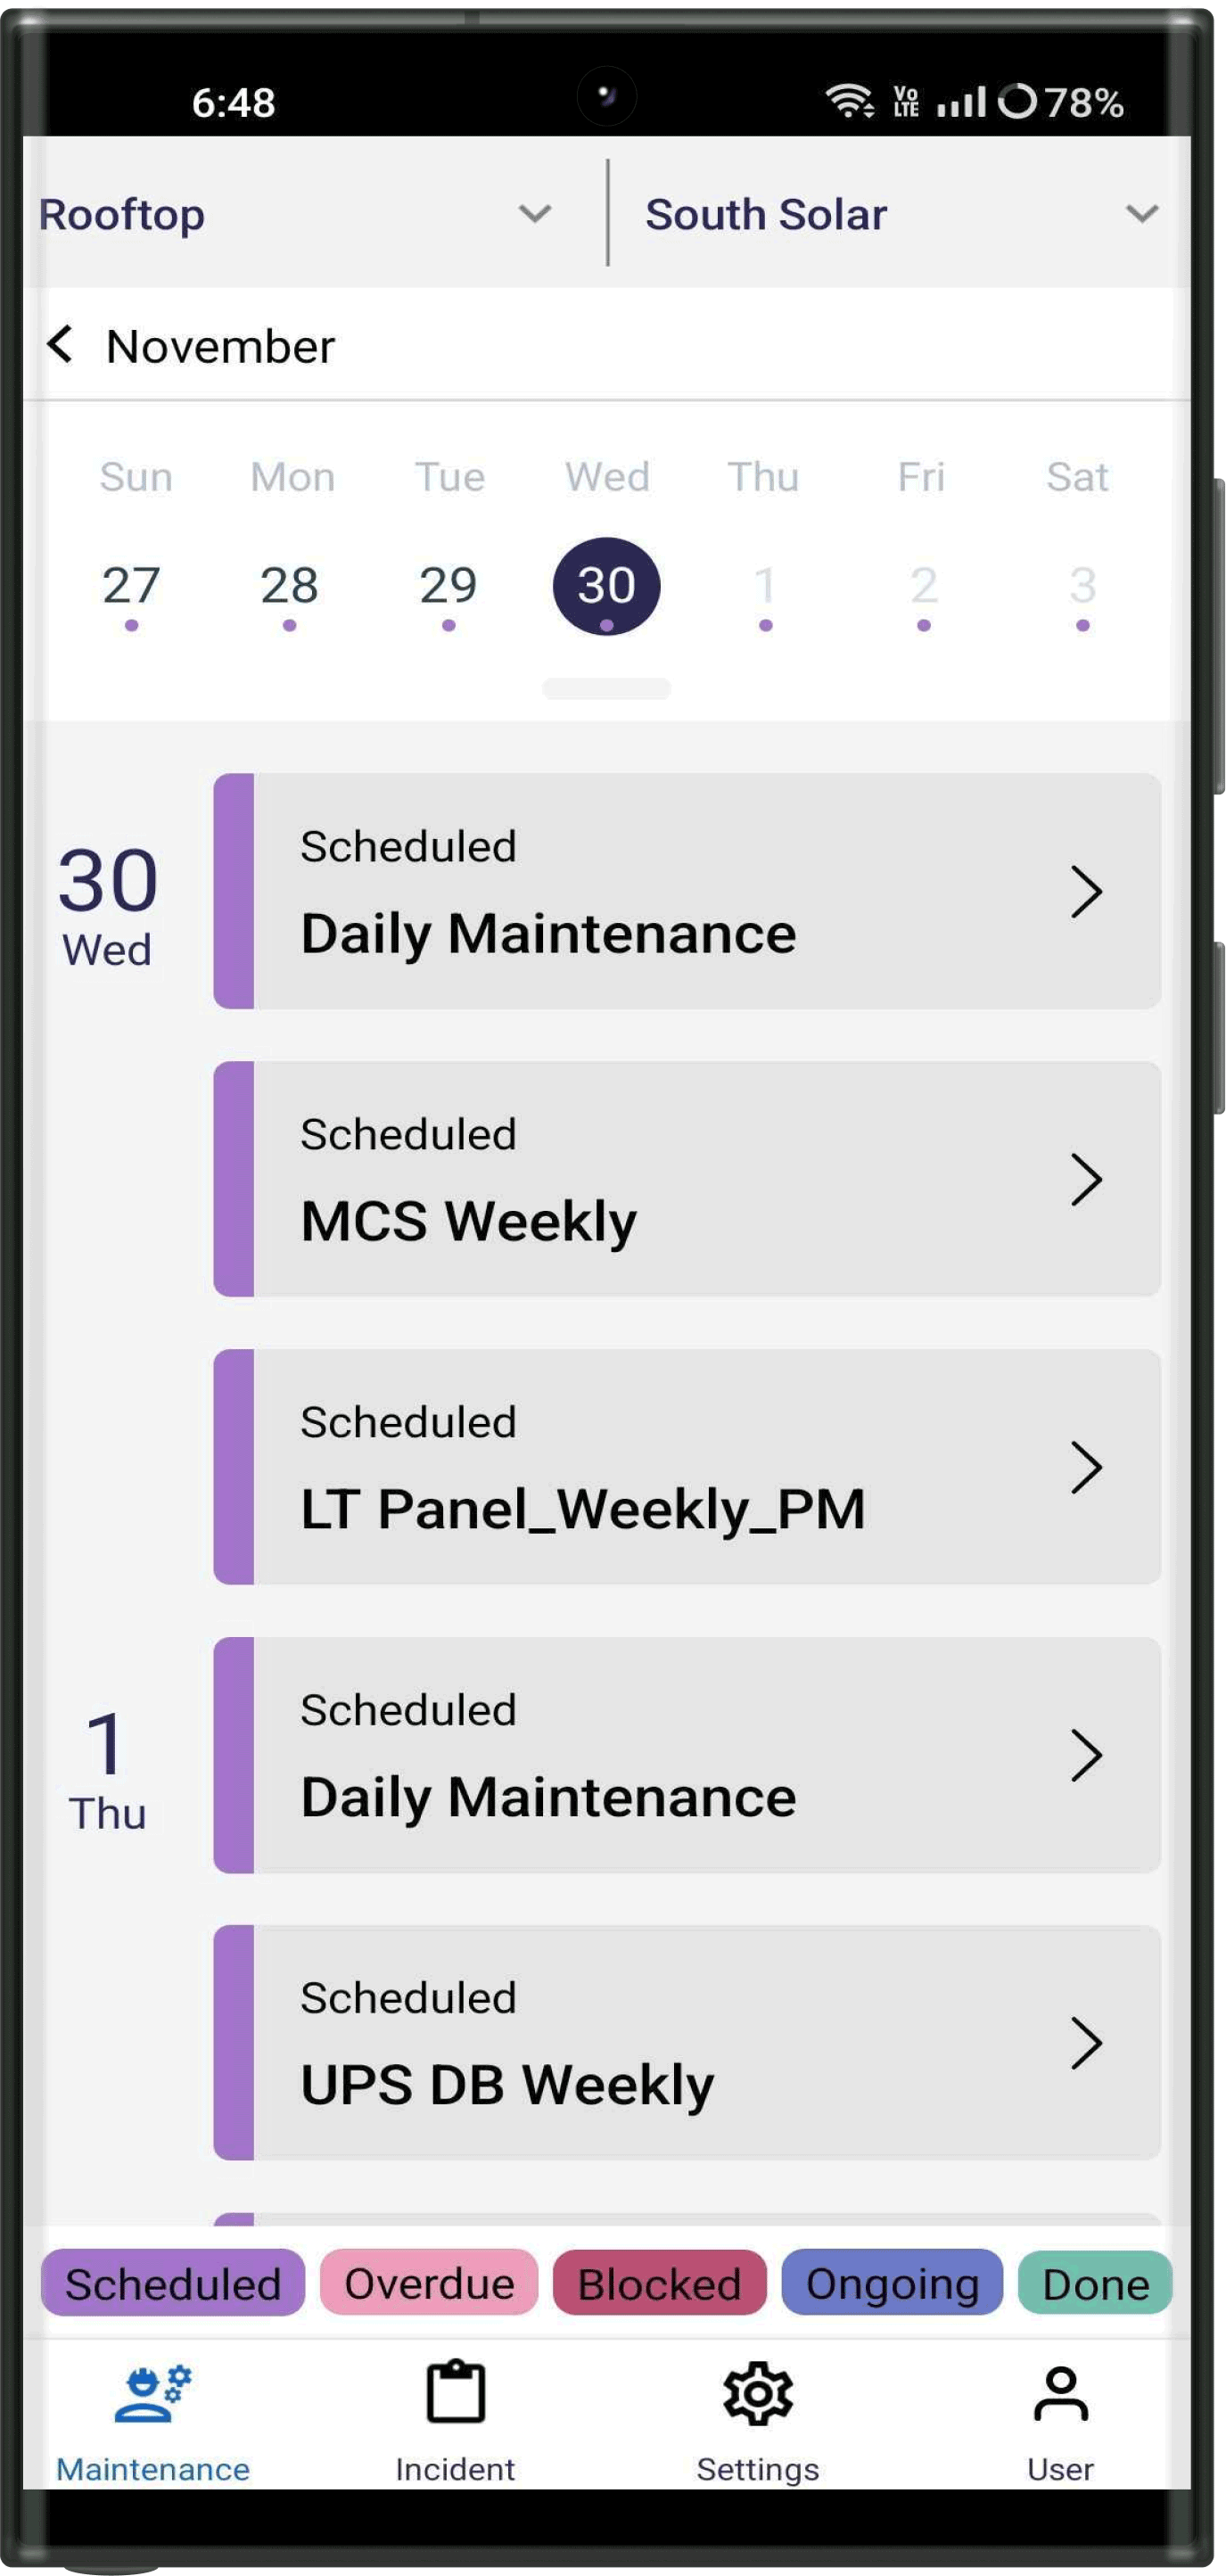 6:48 Vo LTE 78%
Rooftop South Solar
November
Sun Mon Tue Wed Thu Fri Sat
27 28 29 30 1 2 3
30
Wed
Scheduled
Daily Maintenance
Scheduled
MCS Weekly
Scheduled
LT Panel_Weekly_PM
1
Thu
Scheduled
Daily Maintenance
Scheduled
UPS DB Weekly
Scheduled Overdue Blocked Ongoing Done
Maintenance Incident Settings User